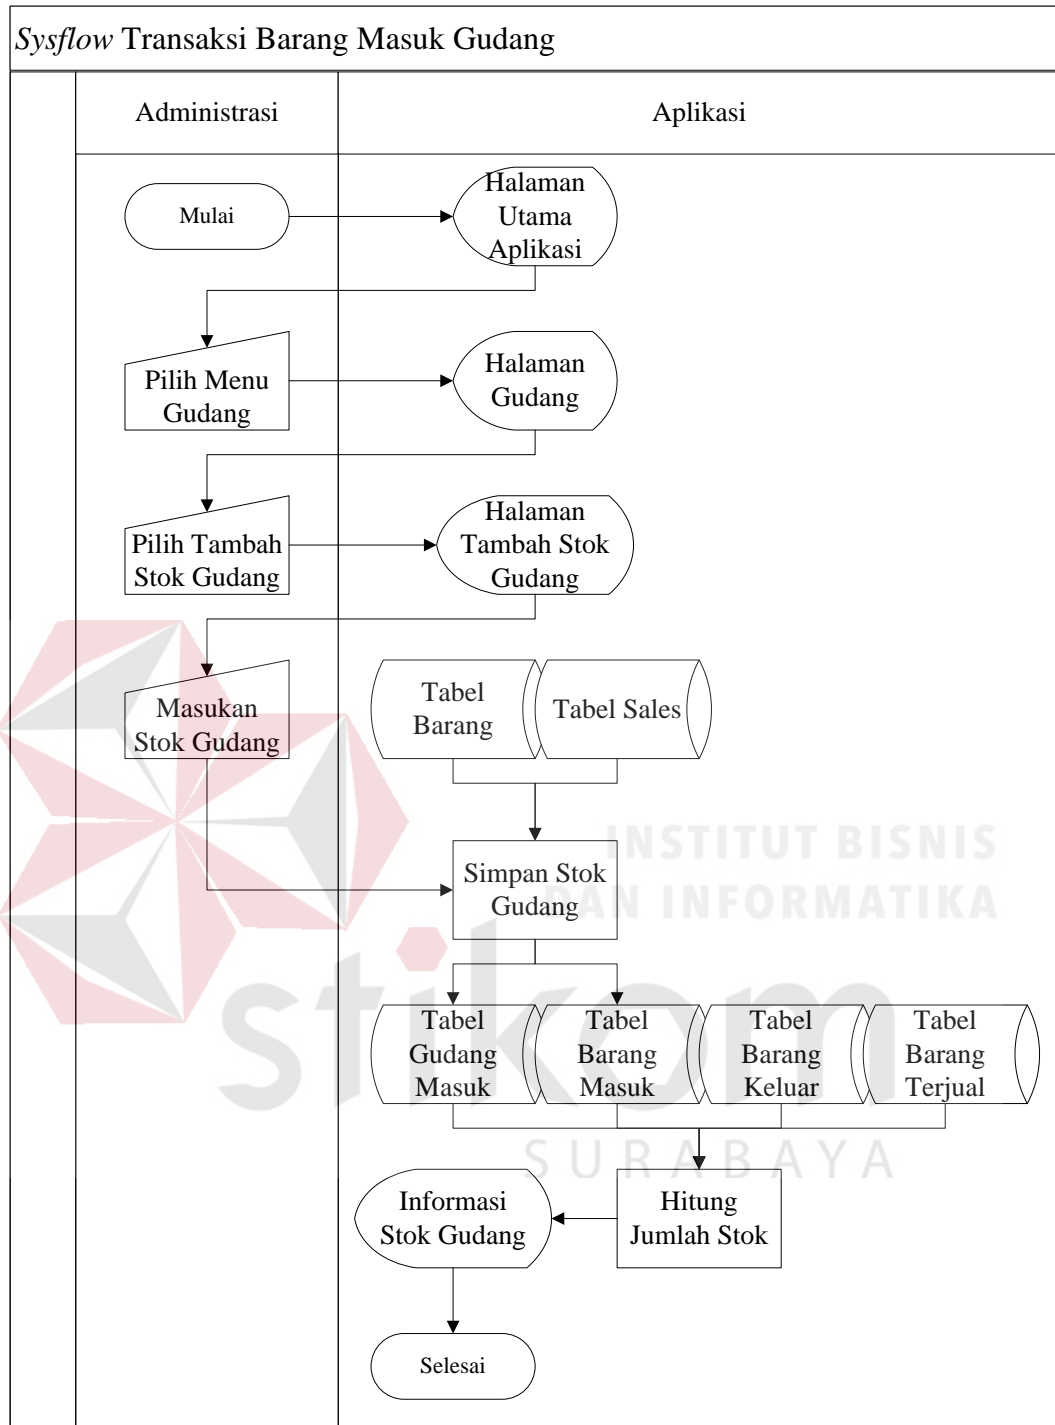 Sysflow Transaksi Barang Masuk Gudang
Administrasi
Aplikasi
Mulai
Halaman
Utama
Aplikasi
Pilih Menu
Gudang
Halaman
Gudang
Pilih Tambah
Stok Gudang
Halaman
Tambah Stok
Gudang
Masukan
Stok Gudang
Tabel
Barang
Tabel Sales
INSTITUT BISNIS
DAN INFORMATIKA
Simpan Stok
Gudang
stikom
SURABAYA
Tabel
Gudang
Masuk
Tabel
Barang
Masuk
Tabel
Barang
Keluar
Tabel
Barang
Terjual
Informasi
Stok Gudang
Hitung
Jumlah Stok
Selesai